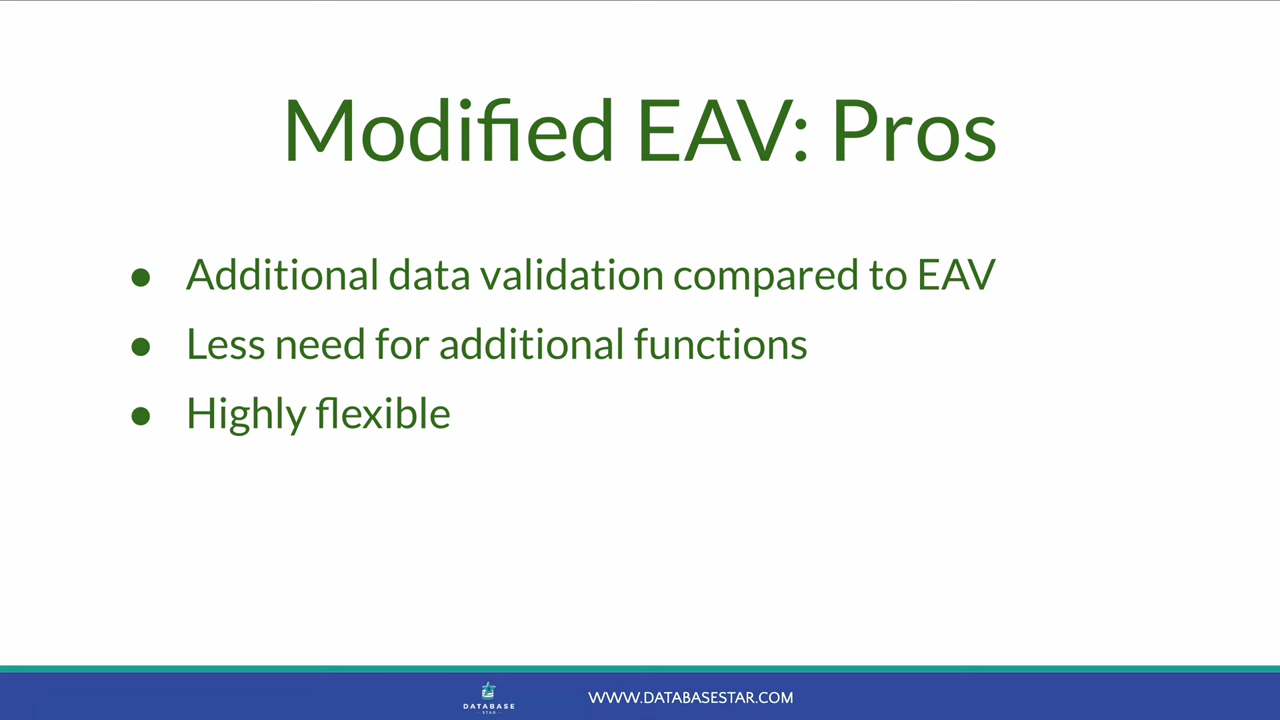 Modified EAV: Pros
● Additional data validation compared to EAV
● Less need for additional functions
● Highly flexible
DATABASE
STAR
WWW.DATABASESTAR.COM